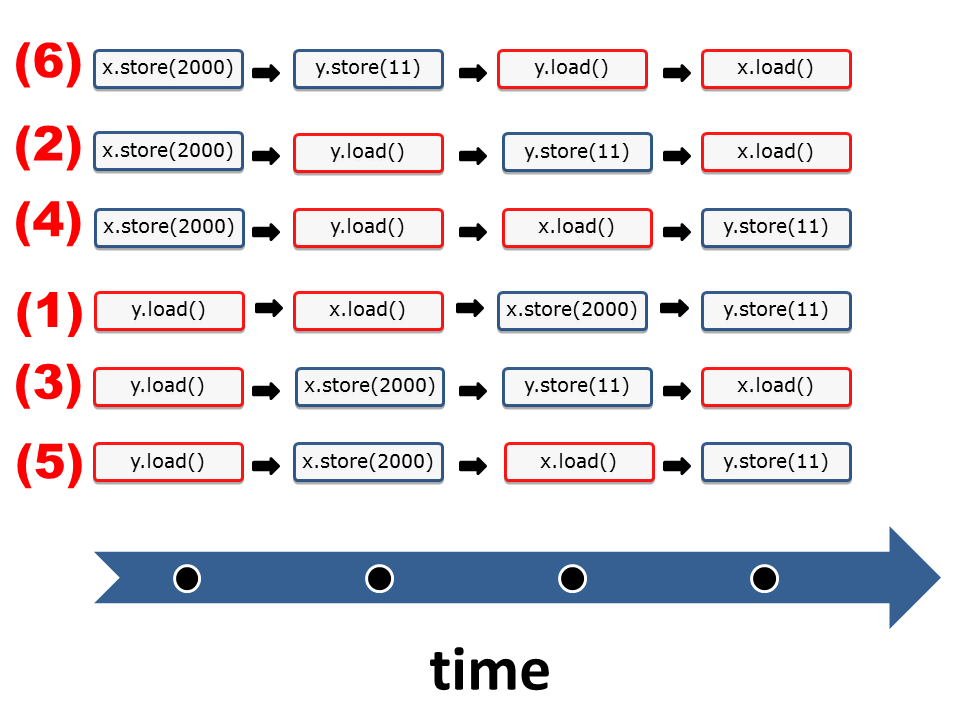 (6) x.store(2000) y.store(11) y.load() x.load()
(2) x.store(2000) y.load() y.store(11) x.load()
(4) x.store(2000) y.load() x.load() y.store(11)
(1) y.load() x.load() x.store(2000) y.store(11)
(3) y.load() x.store(2000) y.store(11) x.load()
(5) y.load() x.store(2000) x.load() y.store(11)
time